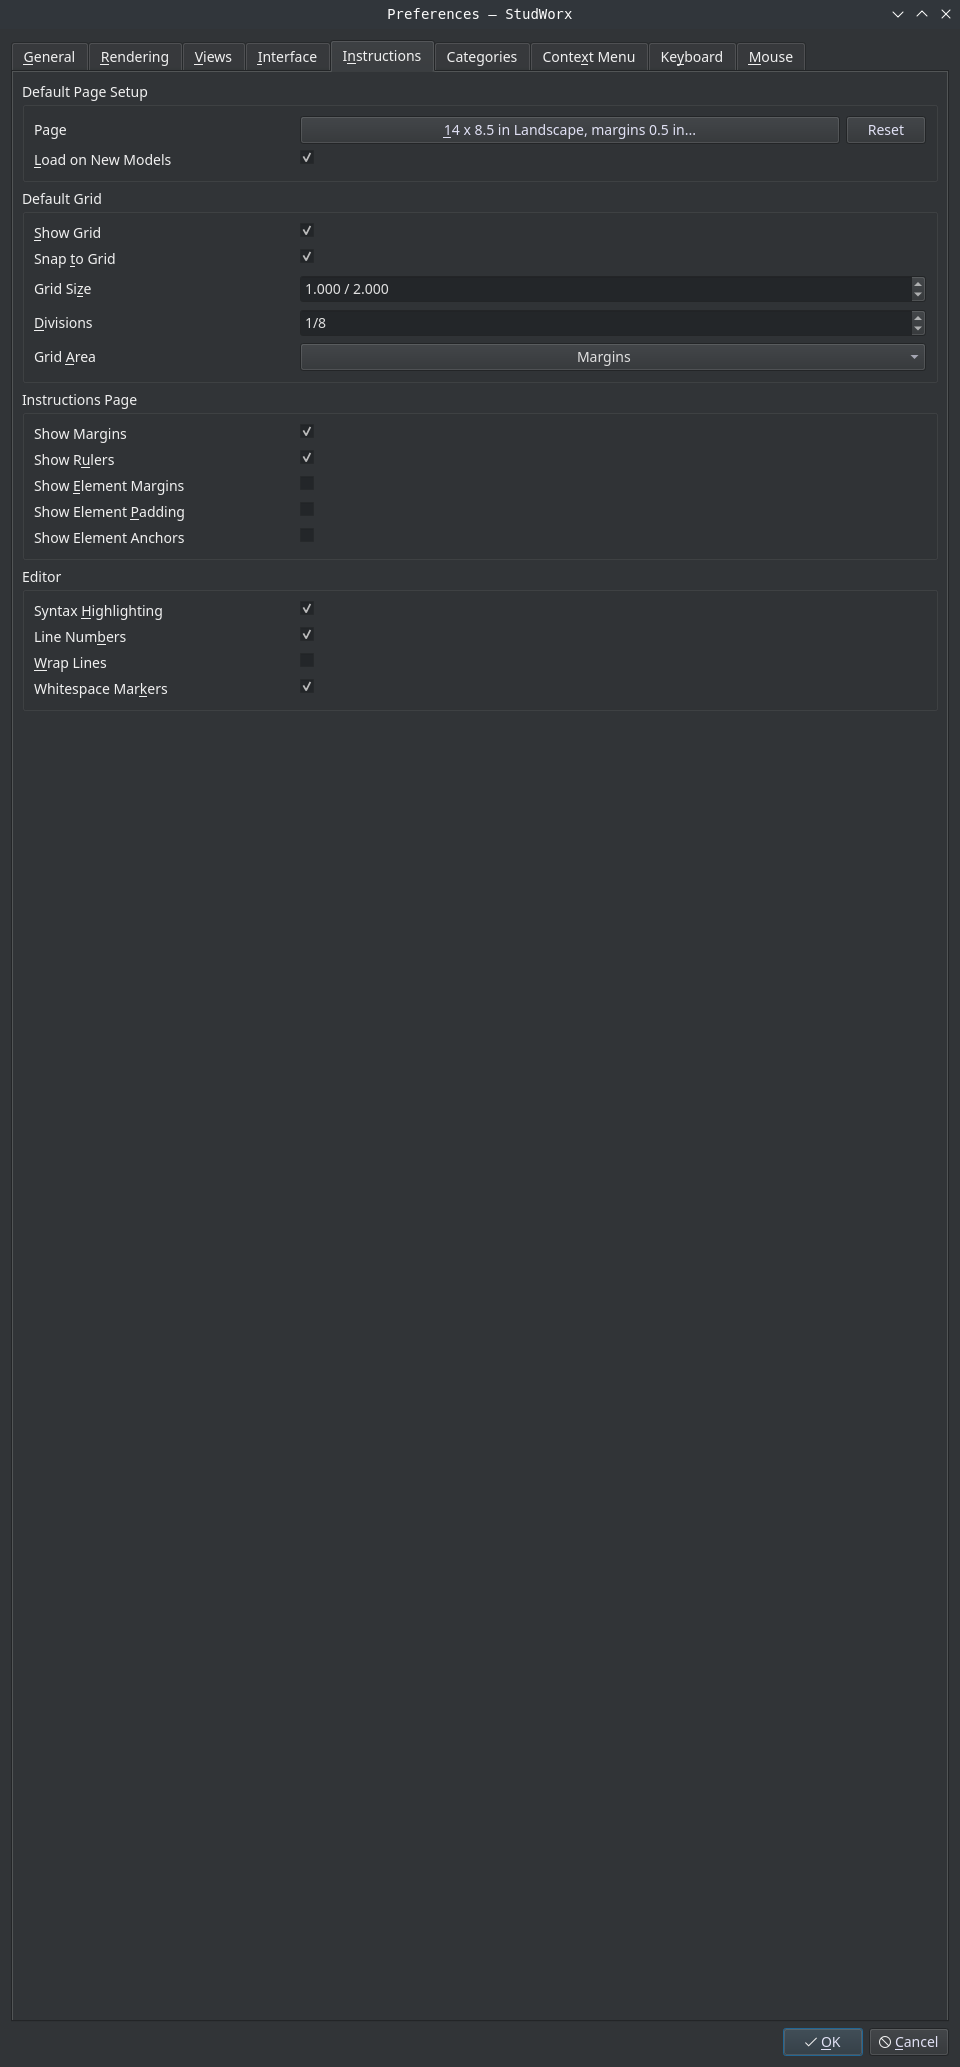 Preferences — StudWorx
General Rendering Views Interface Instructions Categories Context Menu Keyboard Mouse
Default Page Setup
Page 14 x 8.5 in Landscape, margins 0.5 in... Reset
Load on New Models
Default Grid
Show Grid
Snap to Grid
Grid Size 1.000 / 2.000
Divisions 1/8
Grid Area Margins
Instructions Page
Show Margins
Show Rulers
Show Element Margins
Show Element Padding
Show Element Anchors
Editor
Syntax Highlighting
Line Numbers
Wrap Lines
Whitespace Markers
OK Cancel